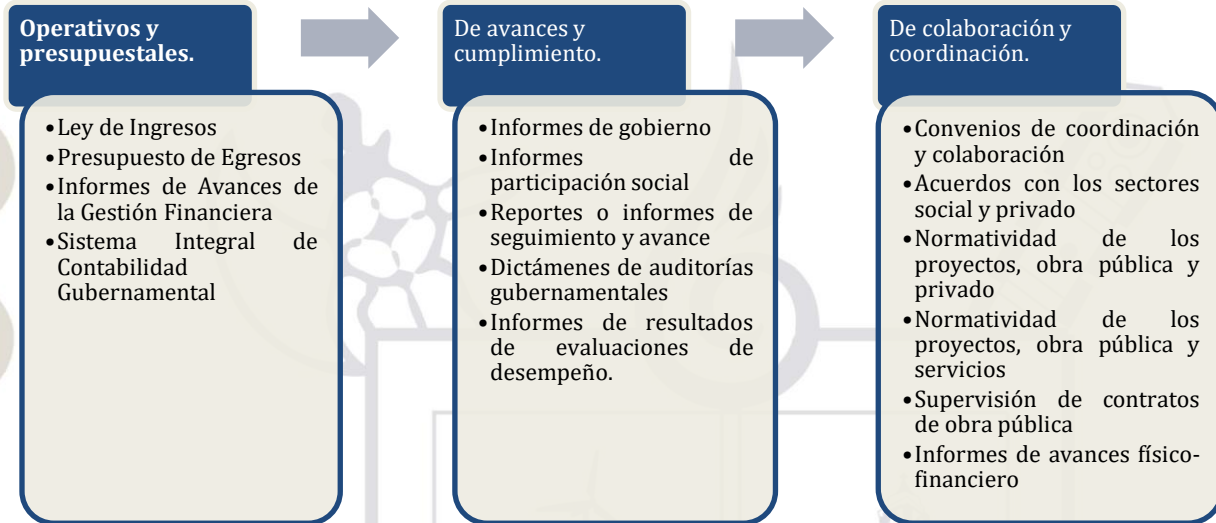 Operativos y
presupuestales.
•Ley de Ingresos
•Presupuesto de Egresos
•Informes de Avances de
la Gestión Financiera
•Sistema Integral de
Contabilidad
Gubernamental
De avances y
cumplimiento.
•Informes de gobierno
•Informes de
participación social
•Reportes o informes de
seguimiento y avance
•Dictámenes de auditorías
gubernamentales
•Informes de resultados
de evaluaciones de
desempeño.
De colaboración y
coordinación.
•Convenios de coordinación
y colaboración
•Acuerdos con los sectores
social y privado
•Normatividad de los
proyectos, obra pública y
privado
•Normatividad de los
proyectos, obra pública y
servicios
•Supervisión de contratos
de obra pública
•Informes de avances físico-
financiero